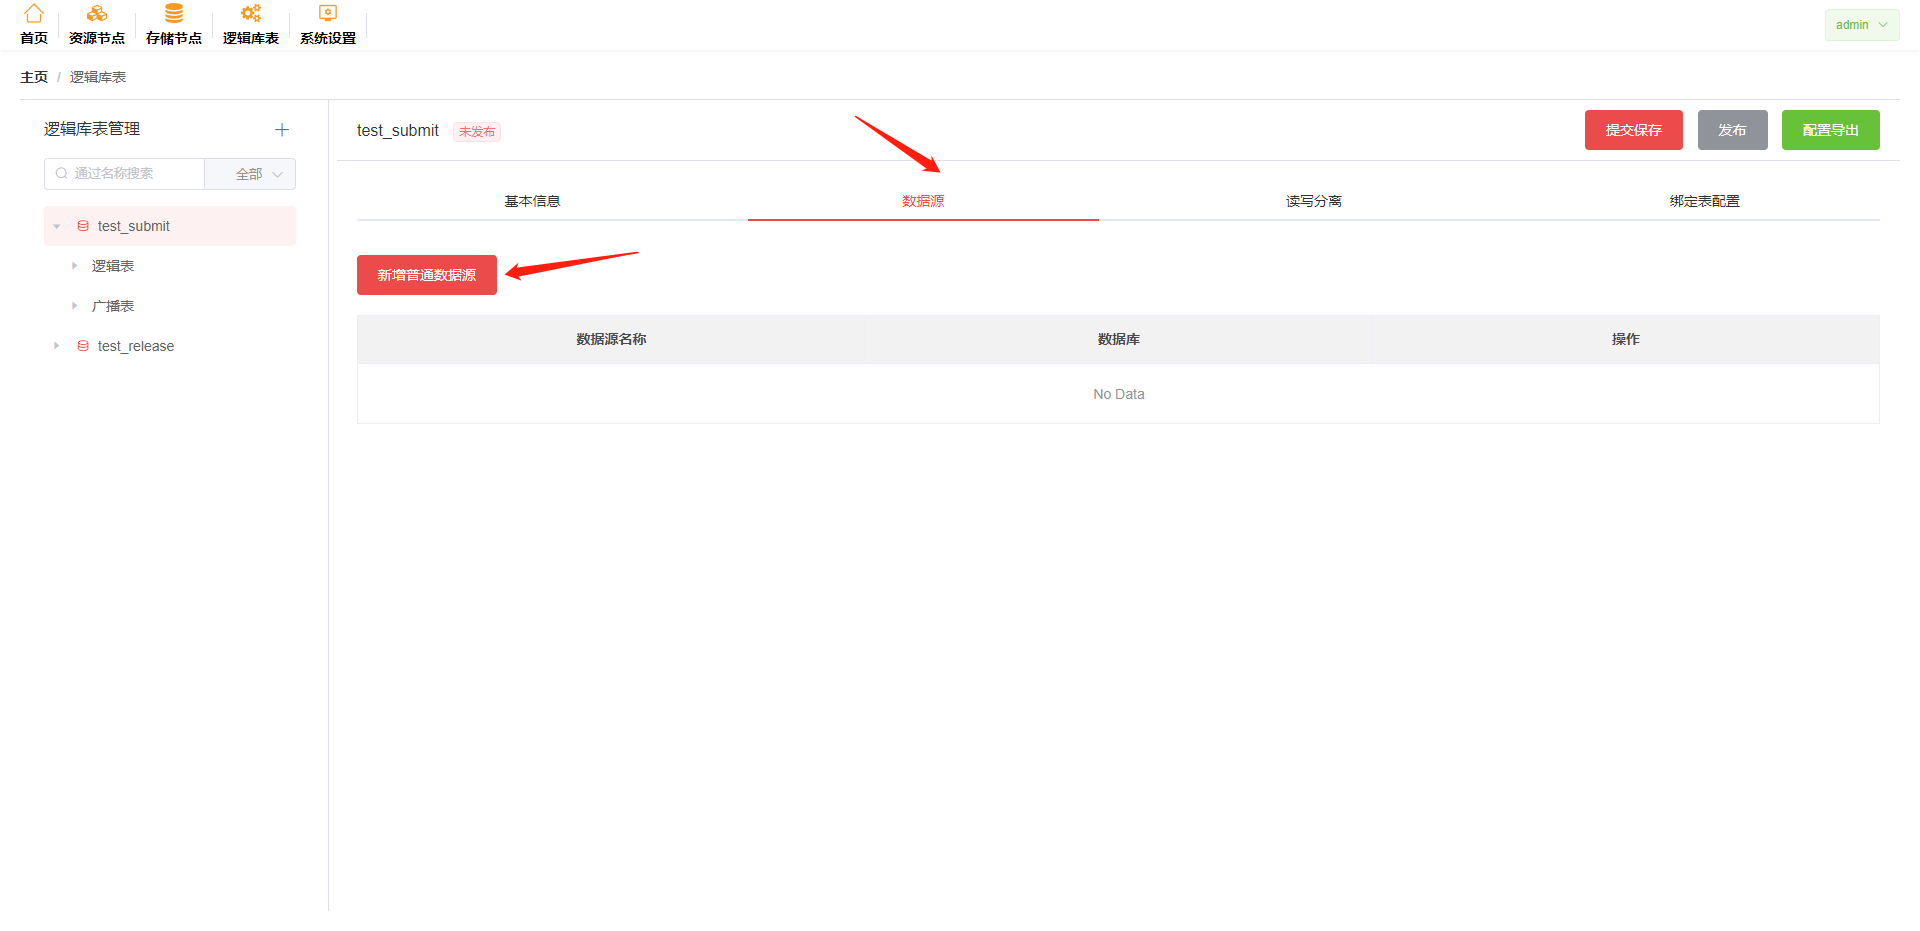 首页 资源节点 存储节点 逻辑库表 系统设置
admin
主页 / 逻辑库表
逻辑库表管理
通过名称搜索 全部
test_submit
逻辑表
广播表
test_release
test_submit 未发布
提交保存 发布 配置导出
基本信息 数据源 读写分离 绑定表配置
新增普通数据源
数据源名称 数据库 操作
No Data